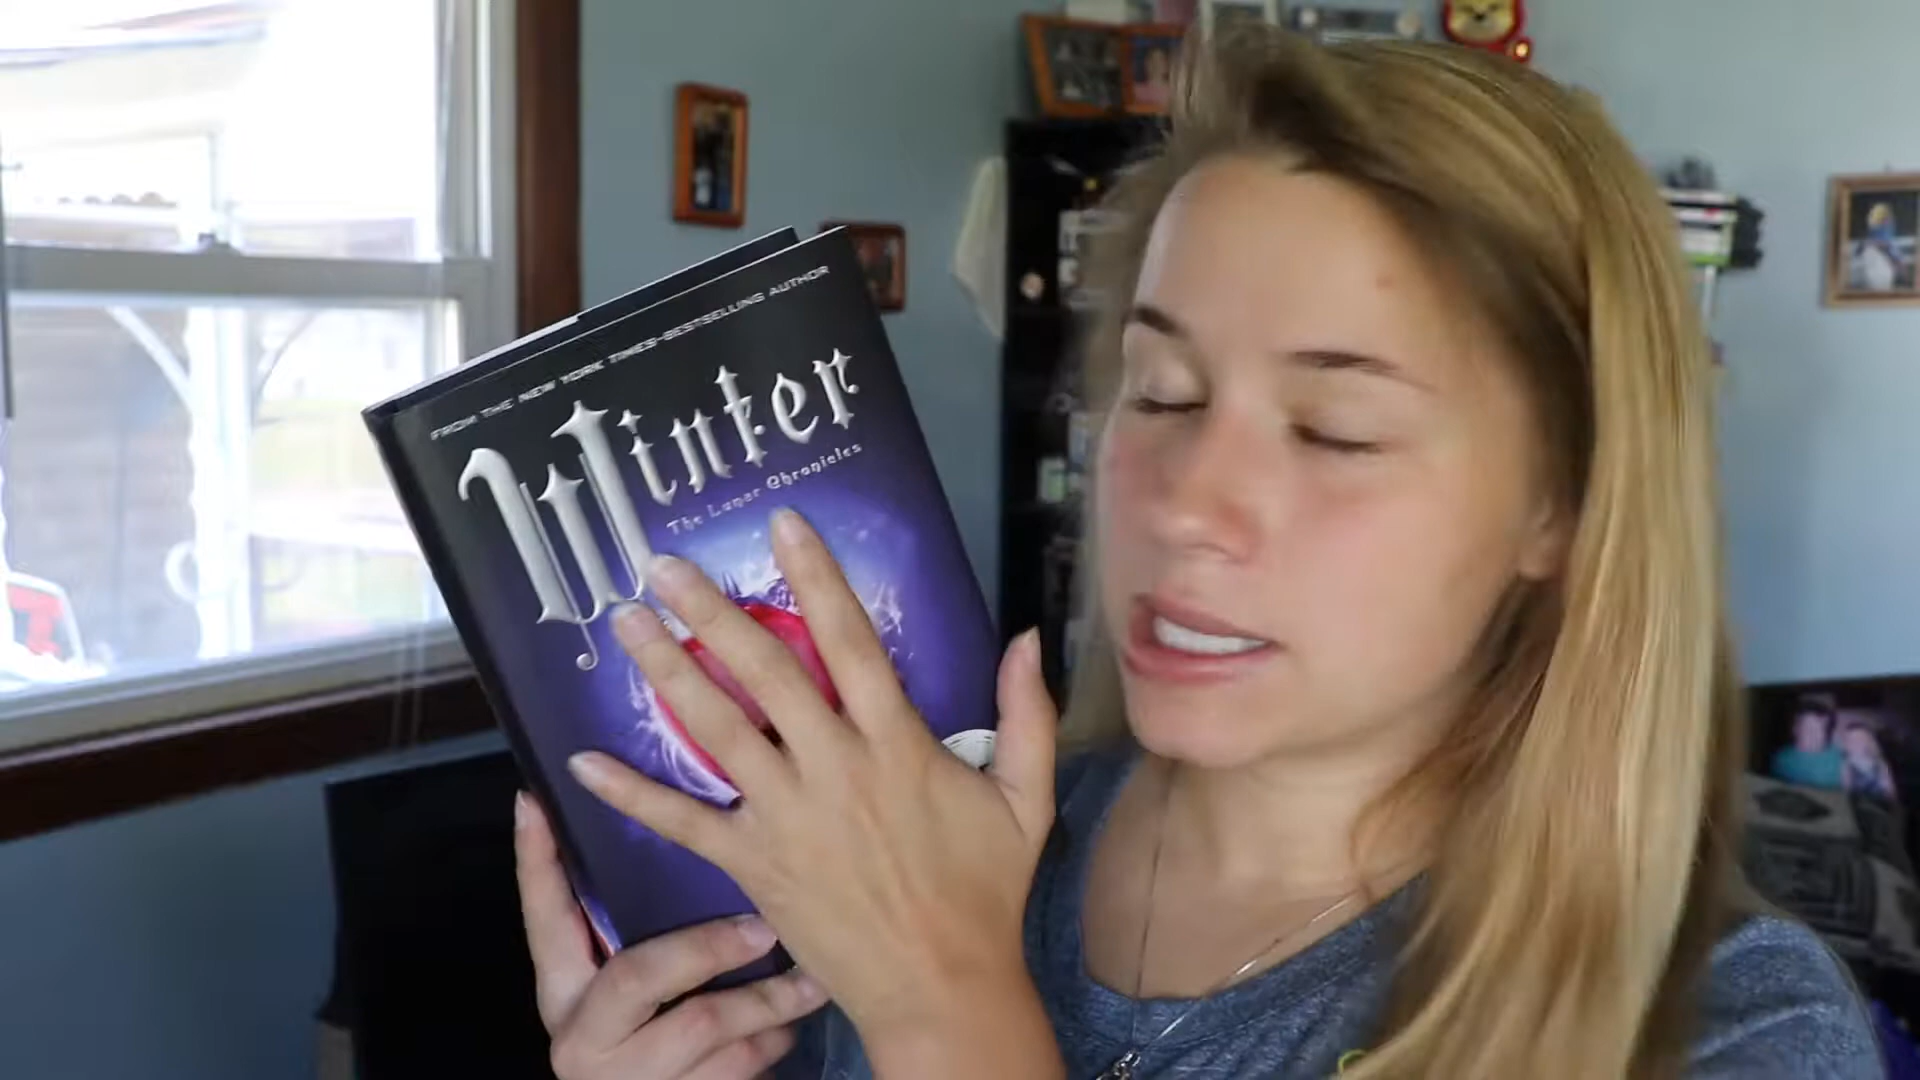 FROM THE NEW YORK TIMES-BESTSELLING AUTHOR
Winter
The Lunar Chronicles